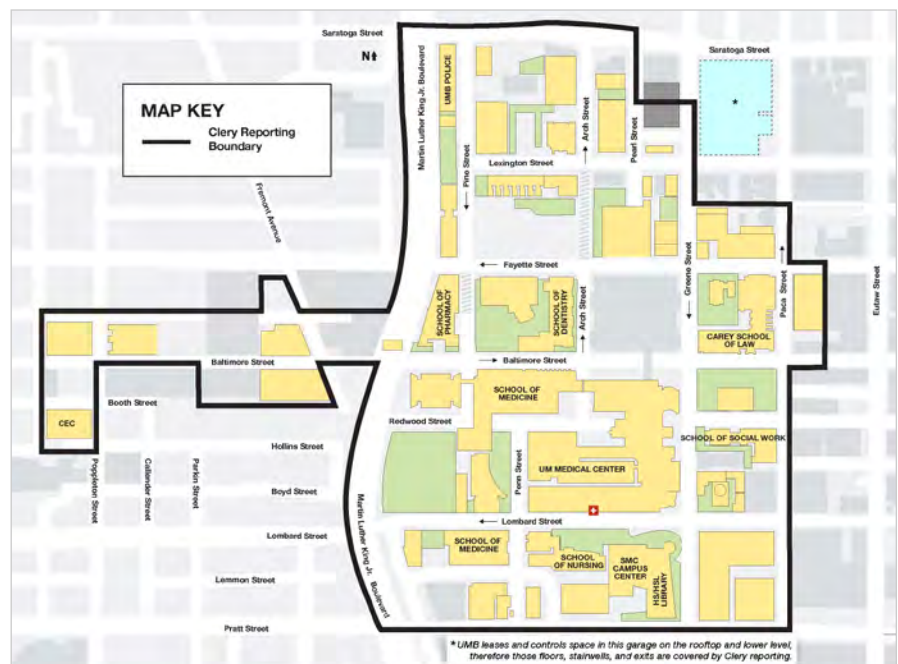 Saratoga Street
N
Saratoga Street
Martin Luther King Jr. Boulevard
UMB POLICE
MAP KEY
Clery Reporting
Boundary
*
Arch Street
Pearl Street
Lexington Street
Pine Street
Fremont Avenue
Fayette Street
Greene Street
Paca Street
Eutaw Street
SCHOOL OF
PHARMACY
SCHOOL OF
DENTISTRY
Arch Street
CAREY SCHOOL
OF LAW
Baltimore Street
Baltimore Street
SCHOOL OF
MEDICINE
Booth Street
Redwood Street
CEC
Hollins Street
SCHOOL OF SOCIAL WORK
Poppleton Street
Callender Street
Parkin Street
Penn Street
UM MEDICAL CENTER
Boyd Street
Martin Luther King Jr. Boulevard
Lombard Street
Lombard Street
SCHOOL OF
MEDICINE
SCHOOL
OF NURSING
SMC
CAMPUS
CENTER
HS/HSL
LIBRARY
Lemmon Street
Pratt Street
* UMB leases and controls space in this garage on the rooftop and lower level,
therefore those floors, stairwells, and exits are covered by Clery reporting.